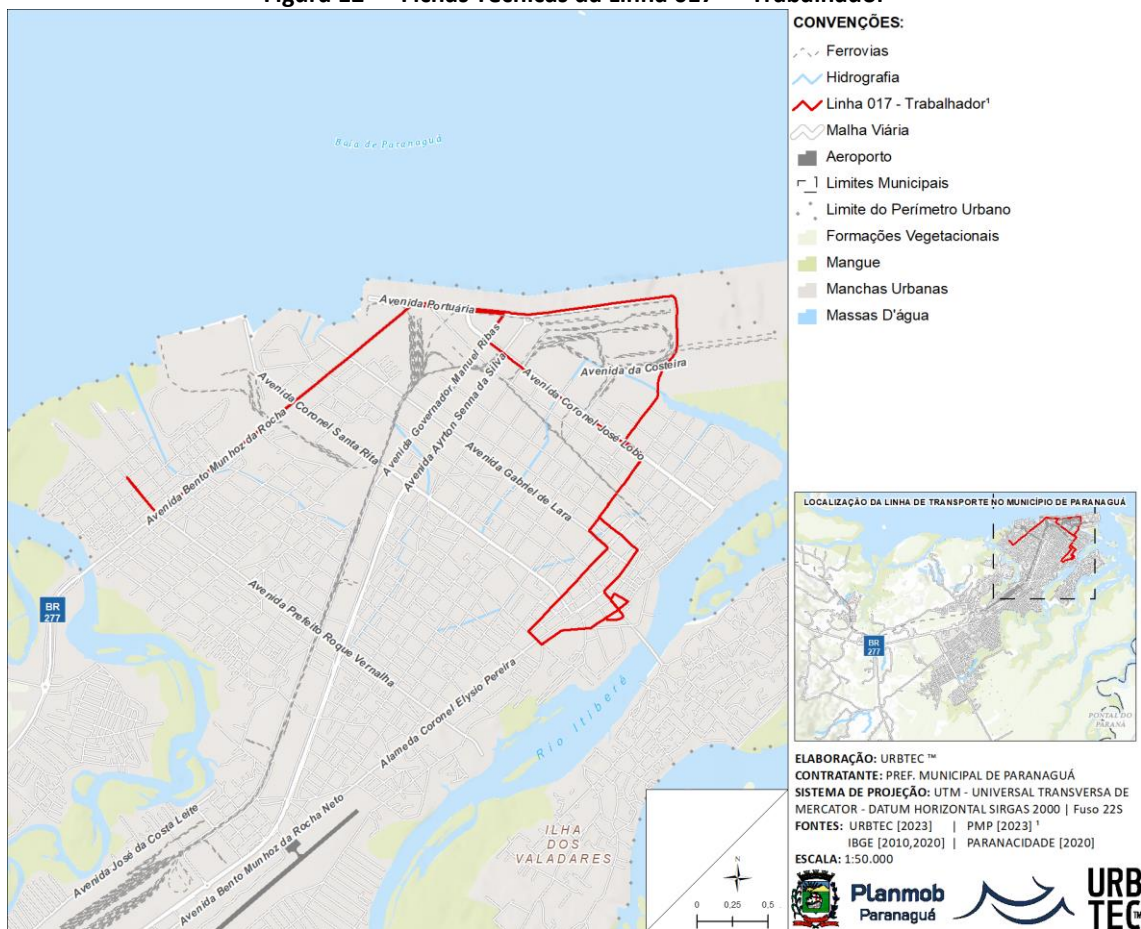 Figura 22 – Fichas Técnicas da Linha 017 – Trabalhador
Baía de Paranaguá
Avenida Portuária
Avenida Governador Manuel Ribas
Avenida Ayrton Senna da Silva
Avenida da Costeira
Avenida Coronel José Lobo
Avenida Coronel Santa Rita
Avenida Bento Munhoz da Rocha
Avenida Gabriel de Lara
BR
277
Avenida Prefeito Roque Vernalha
Alameda Coronel Elysio Pereira
Rio Itiberê
Avenida José da Costa Leite
Avenida Bento Munhoz da Rocha Neto
ILHA
DOS
VALADARES
N
0 0,25 0,5
CONVENÇÕES:
Ferrovias
Hidrografia
Linha 017 - Trabalhador¹
Malha Viária
Aeroporto
Limites Municipais
Limite do Perímetro Urbano
Formações Vegetacionais
Mangue
Manchas Urbanas
Massas D'água
LOCALIZAÇÃO DA LINHA DE TRANSPORTE NO MUNICÍPIO DE PARANAGUÁ
BR
277
PONTAL DO
PARANÁ
ELABORAÇÃO: URBTEC ™
CONTRATANTE: PREF. MUNICIPAL DE PARANAGUÁ
SISTEMA DE PROJEÇÃO: UTM - UNIVERSAL TRANSVERSA DE
MERCATOR - DATUM HORIZONTAL SIRGAS 2000 | Fuso 22S
FONTES: URBTEC [2023] | PMP [2023] ¹
IBGE [2010,2020] | PARANACIDADE [2020]
ESCALA: 1:50.000
Planmob
Paranaguá
URB
TEC™